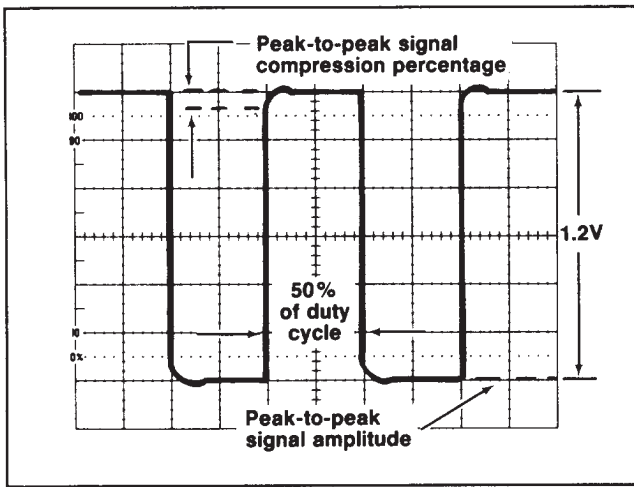 Peak-to-peak signal
compression percentage
100
90
1.2V
50%
of duty
cycle
10
0%
Peak-to-peak
signal amplitude